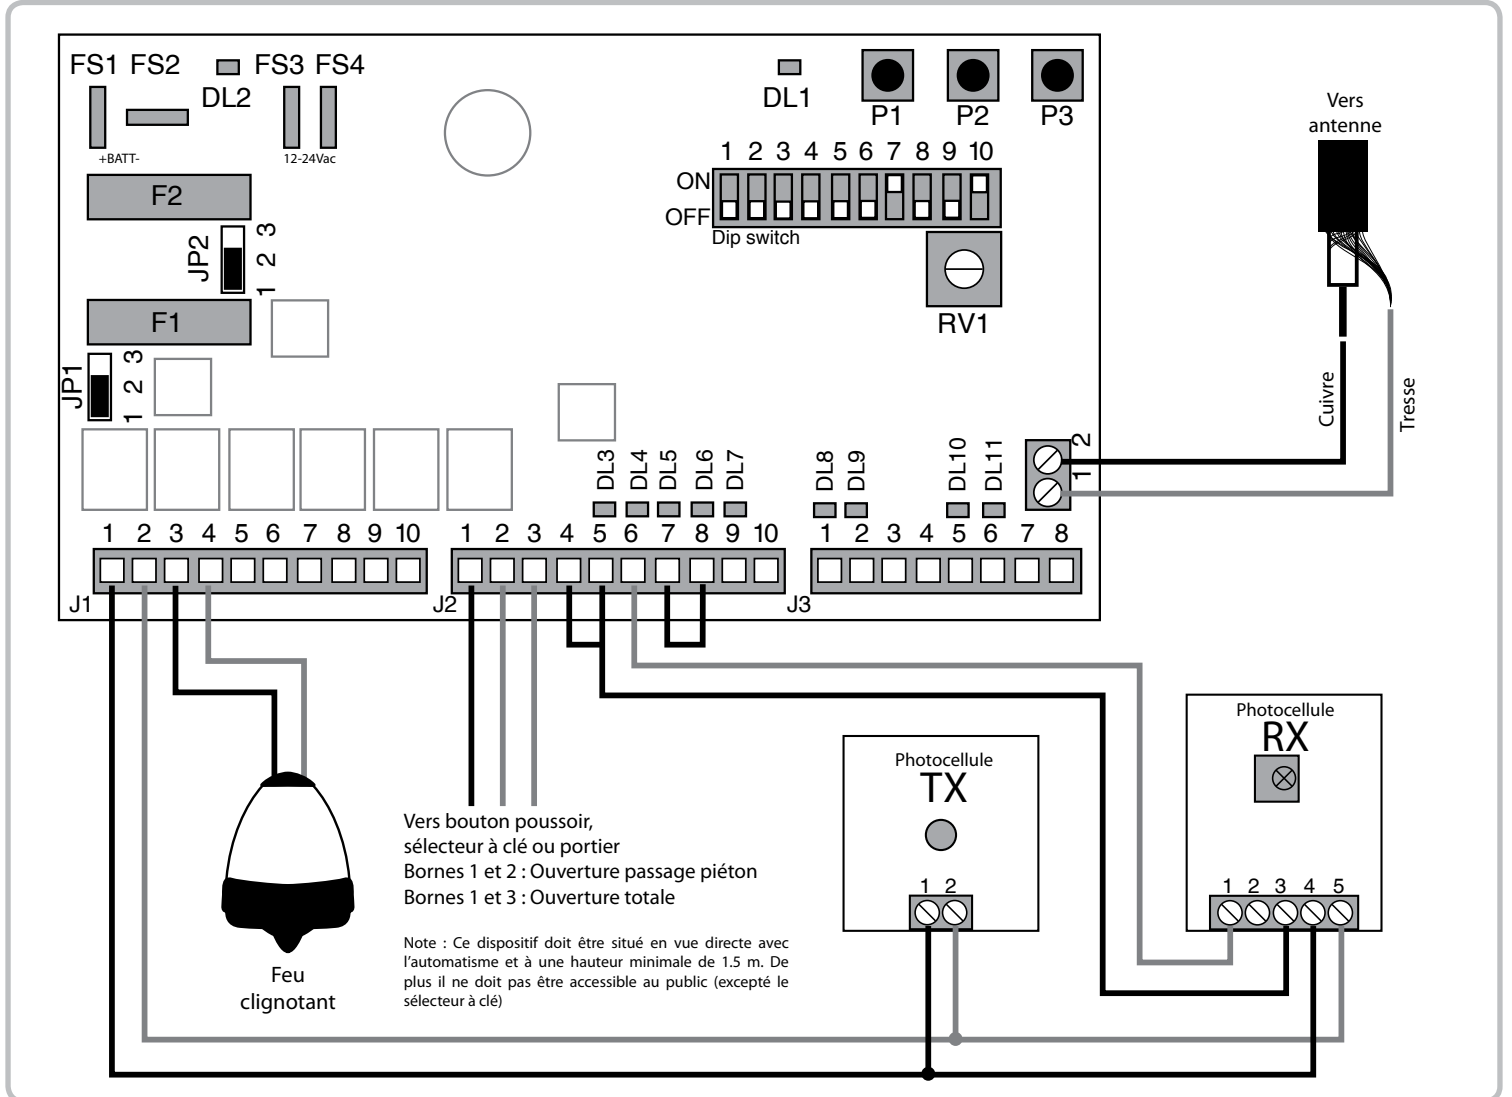 FS1 FS2 FS3 FS4
DL2
+BATT-
12-24Vac
DL1
P1 P2 P3
1 2 3 4 5 6 7 8 9 10
ON
OFF
Dip switch
RV1
F2
JP2
1 2 3
F1
JP1
1 2 3
Vers
antenne
Cuivre
Tresse
DL3 DL4 DL5 DL6 DL7
DL8 DL9 DL10 DL11
1 2
1 2 3 4 5 6 7 8 9 10
J1
1 2 3 4 5 6 7 8 9 10
J2
1 2 3 4 5 6 7 8
J3
Feu
clignotant
Vers bouton poussoir,
sélecteur à clé ou portier
Bornes 1 et 2 : Ouverture passage piéton
Bornes 1 et 3 : Ouverture totale
Note : Ce dispositif doit être situé en vue directe avec
l'automatisme et à une hauteur minimale de 1.5 m. De
plus il ne doit pas être accessible au public (excepté le
sélecteur à clé)
Photocellule
TX
1 2
Photocellule
RX
1 2 3 4 5